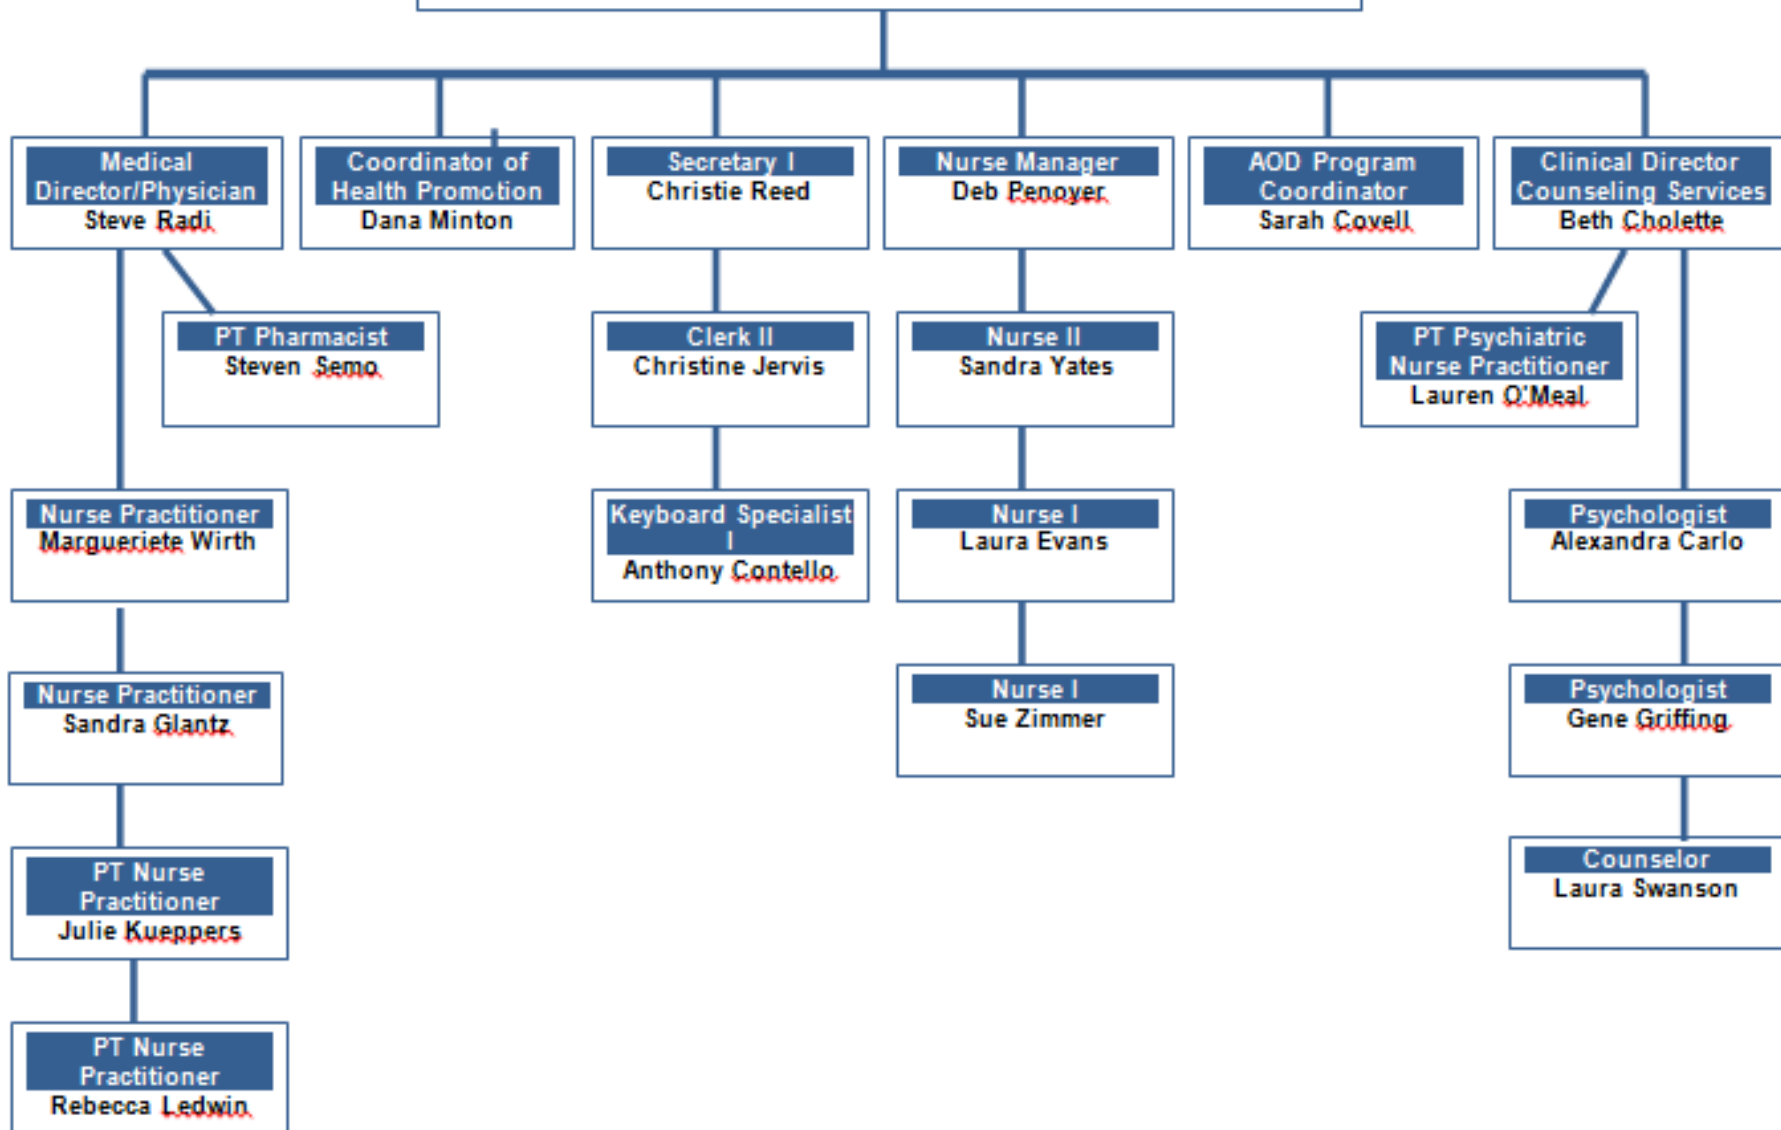 Medical
Director/Physician
Steve Radi
Coordinator of
Health Promotion
Dana Minton
Secretary I
Christie Reed
Nurse Manager
Deb Penoyer
AOD Program
Coordinator
Sarah Covell
Clinical Director
Counseling Services
Beth Cholette
PT Pharmacist
Steven Semo
Clerk II
Christine Jervis
Nurse II
Sandra Yates
PT Psychiatric
Nurse Practitioner
Lauren O'Meal
Nurse Practitioner
Margueriete Wirth
Keyboard Specialist
I
Anthony Contello
Nurse I
Laura Evans
Psychologist
Alexandra Carlo
Nurse Practitioner
Sandra Glantz
Nurse I
Sue Zimmer
Psychologist
Gene Griffing
PT Nurse
Practitioner
Julie Kueppers
Counselor
Laura Swanson
PT Nurse
Practitioner
Rebecca Ledwin